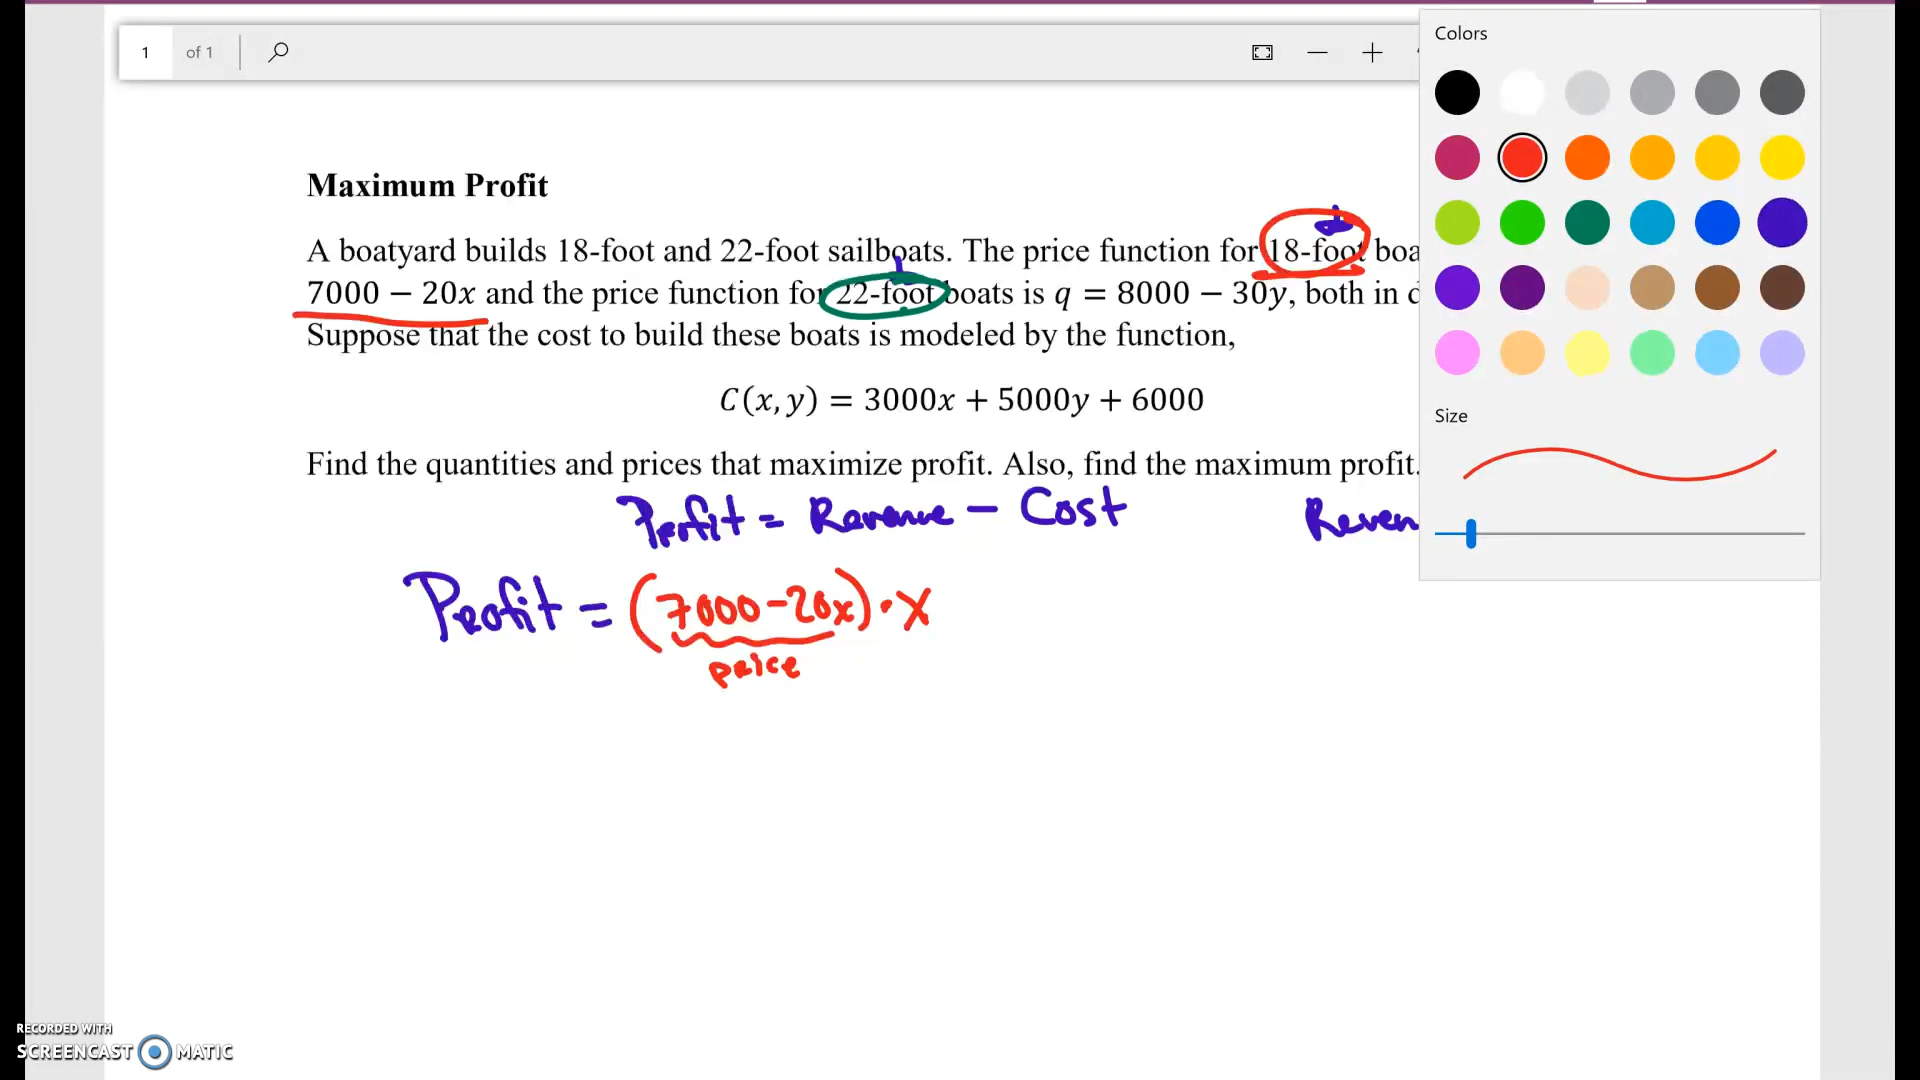 1 of 1
Colors
Maximum Profit
A boatyard builds 18-foot and 22-foot sailboats. The price function for 18-foot boa
7000 − 20x and the price function for 22-foot boats is q = 8000 − 30y, both in d
Suppose that the cost to build these boats is modeled by the function,
C(x, y) = 3000x + 5000y + 6000
Size
Find the quantities and prices that maximize profit. Also, find the maximum profit.
Profit = Revenue − Cost Reven
Profit = (7000 − 20x) · x
price
RECORDED WITH
SCREENCAST MATIC